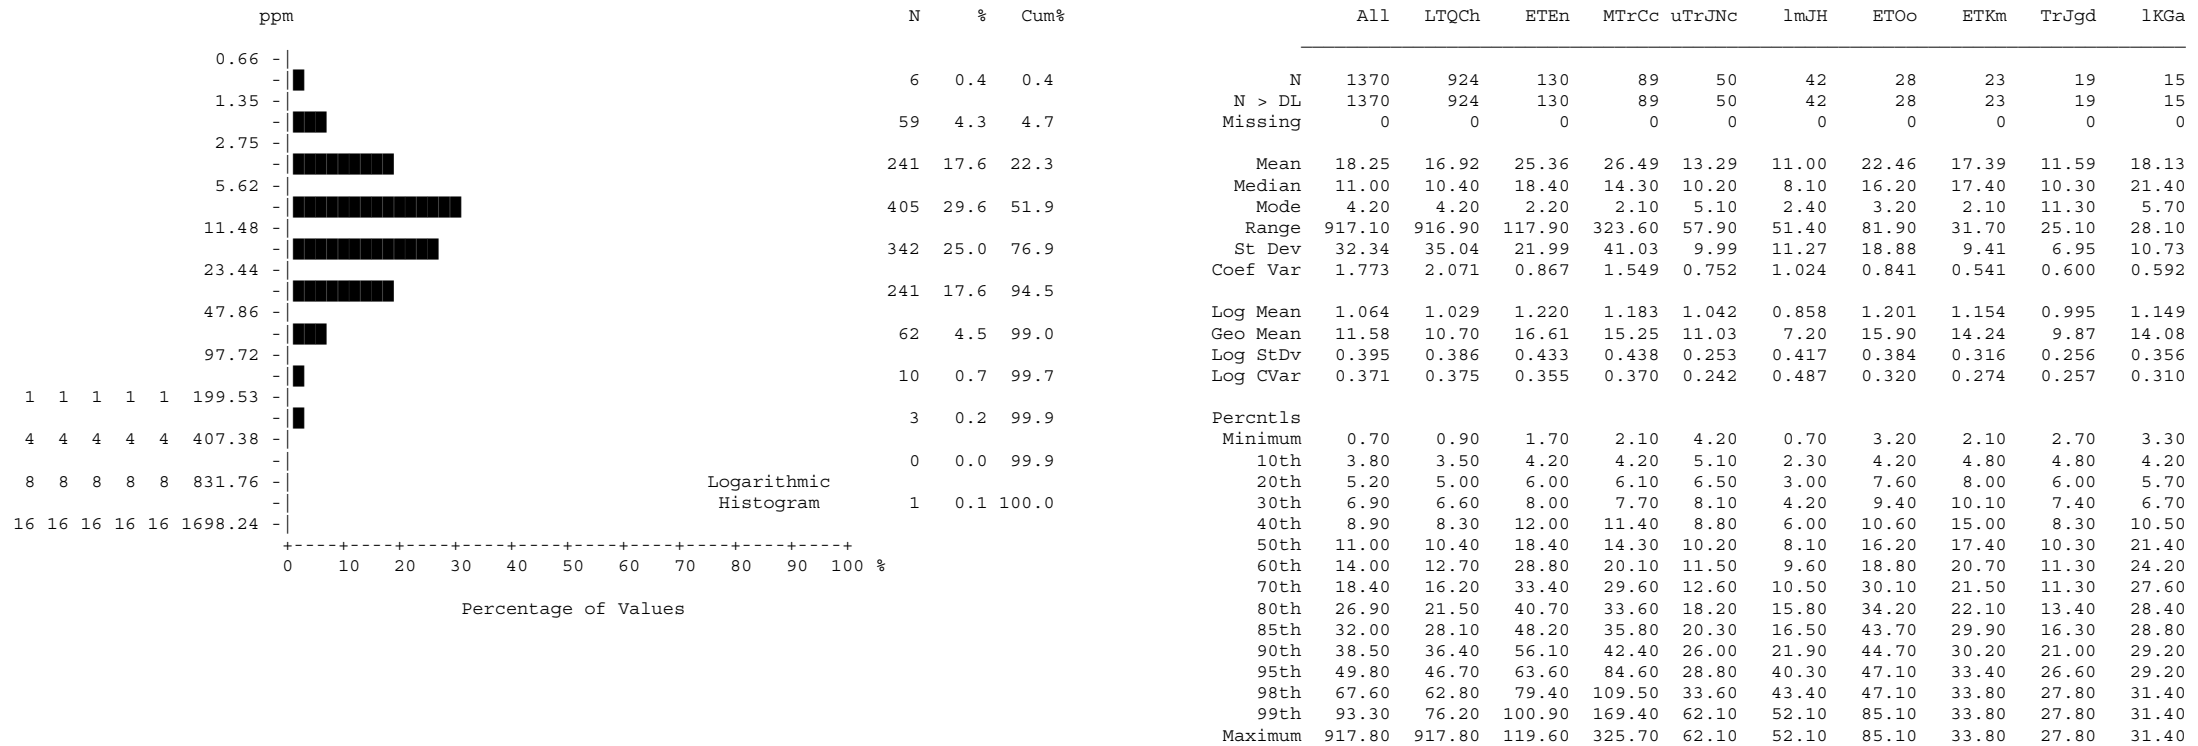 ppm N % Cum% All LTQCh ETEn MTrCc uTrJNc lmJH ETOo ETKm TrJgd lKGa
0.66 -|
-| 6 0.4 0.4 N 1370 924 130 89 50 42 28 23 19 15
1.35 -| N > DL 1370 924 130 89 50 42 28 23 19 15
-| 59 4.3 4.7 Missing 0 0 0 0 0 0 0 0 0 0
2.75 -|
-| 241 17.6 22.3 Mean 18.25 16.92 25.36 26.49 13.29 11.00 22.46 17.39 11.59 18.13
5.62 -| Median 11.00 10.40 18.40 14.30 10.20 8.10 16.20 17.40 10.30 21.40
-| 405 29.6 51.9 Mode 4.20 4.20 2.20 2.10 5.10 2.40 3.20 2.10 11.30 5.70
11.48 -| Range 917.10 916.90 117.90 323.60 57.90 51.40 81.90 31.70 25.10 28.10
-| 342 25.0 76.9 St Dev 32.34 35.04 21.99 41.03 9.99 11.27 18.88 9.41 6.95 10.73
23.44 -| Coef Var 1.773 2.071 0.867 1.549 0.752 1.024 0.841 0.541 0.600 0.592
-| 241 17.6 94.5
47.86 -| Log Mean 1.064 1.029 1.220 1.183 1.042 0.858 1.201 1.154 0.995 1.149
-| 62 4.5 99.0 Geo Mean 11.58 10.70 16.61 15.25 11.03 7.20 15.90 14.24 9.87 14.08
97.72 -| Log StDv 0.395 0.386 0.433 0.438 0.253 0.417 0.384 0.316 0.256 0.356
-| 10 0.7 99.7 Log CVar 0.371 0.375 0.355 0.370 0.242 0.487 0.320 0.274 0.257 0.310
1 1 1 1 1 199.53 -|
-| 3 0.2 99.9 Percntls
4 4 4 4 4 407.38 -| Minimum 0.70 0.90 1.70 2.10 4.20 0.70 3.20 2.10 2.70 3.30
-| 0 0.0 99.9 10th 3.80 3.50 4.20 4.20 5.10 2.30 4.20 4.80 4.80 4.20
8 8 8 8 8 831.76 -| Logarithmic 20th 5.20 5.00 6.00 6.10 6.50 3.00 7.60 8.00 6.00 5.70
-| Histogram 1 0.1 100.0 30th 6.90 6.60 8.00 7.70 8.10 4.20 9.40 10.10 7.40 6.70
16 16 16 16 16 1698.24 -| 40th 8.90 8.30 12.00 11.40 8.80 6.00 10.60 15.00 8.30 10.50
+----+----+----+----+----+----+----+----+----+----+ 50th 11.00 10.40 18.40 14.30 10.20 8.10 16.20 17.40 10.30 21.40
0 10 20 30 40 50 60 70 80 90 100 % 60th 14.00 12.70 28.80 20.10 11.50 9.60 18.80 20.70 11.30 24.20
70th 18.40 16.20 33.40 29.60 12.60 10.50 30.10 21.50 11.30 27.60
Percentage of Values 80th 26.90 21.50 40.70 33.60 18.20 15.80 34.20 22.10 13.40 28.40
85th 32.00 28.10 48.20 35.80 20.30 16.50 43.70 29.90 16.30 28.80
90th 38.50 36.40 56.10 42.40 26.00 21.90 44.70 30.20 21.00 29.20
95th 49.80 46.70 63.60 84.60 28.80 40.30 47.10 33.40 26.60 29.20
98th 67.60 62.80 79.40 109.50 33.60 43.40 47.10 33.80 27.80 31.40
99th 93.30 76.20 100.90 169.40 62.10 52.10 85.10 33.80 27.80 31.40
Maximum 917.80 917.80 119.60 325.70 62.10 52.10 85.10 33.80 27.80 31.40